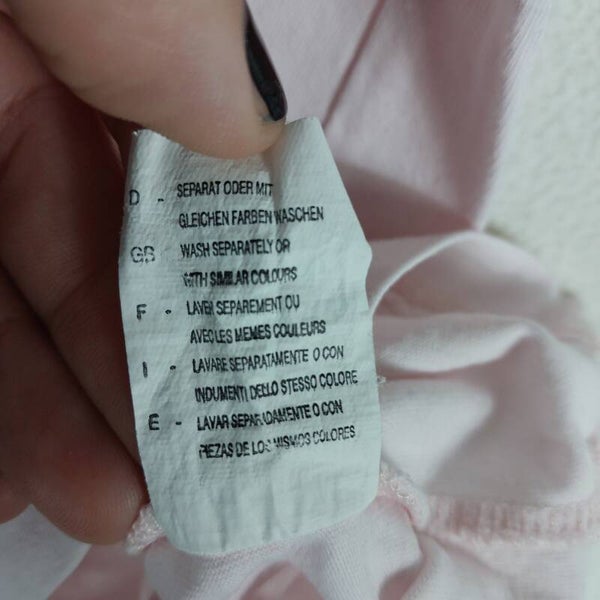 D - SEPARAT ODER MIT
GLEICHEN FARBEN WASCHEN
GB - WASH SEPARATELY OR
WITH SIMILAR COLOURS
F - LAVER SEPAREMENT OU
AVEC LES MEMES COULEURS
I - LAVARE SEPARATAMENTE O CON
INDUMENTI DELLO STESSO COLORE
E - LAVAR SEPARADAMENTE O CON
PIEZAS DE LOS MISMOS COLORES